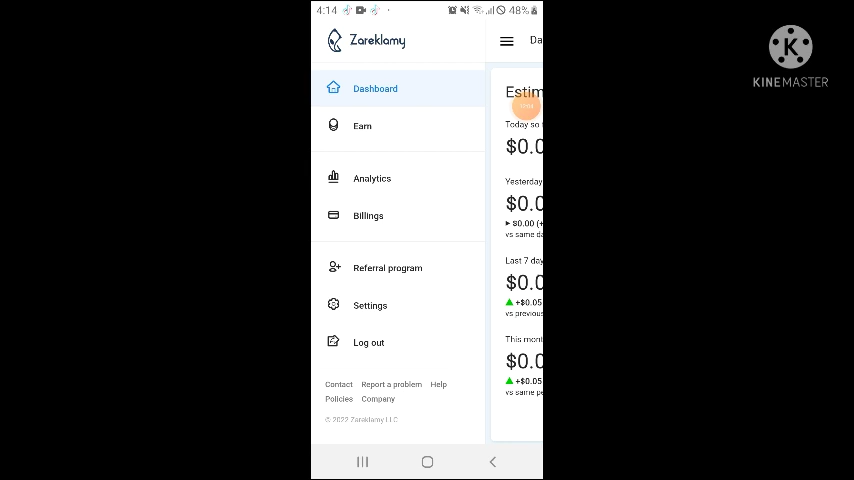 4:14
48%
Zareklamy
Da
Dashboard
Earn
Analytics
Billings
Referral program
Settings
Log out
Contact Report a problem Help
Policies Company
© 2022 Zareklamy LLC
Estim
Today so
$0.0
Yesterday
$0.0
$0.00 (+
vs same da
Last 7 day
$0.0
+$0.05
vs previous
This mont
$0.0
+$0.05
vs same pe
K
KINEMASTER